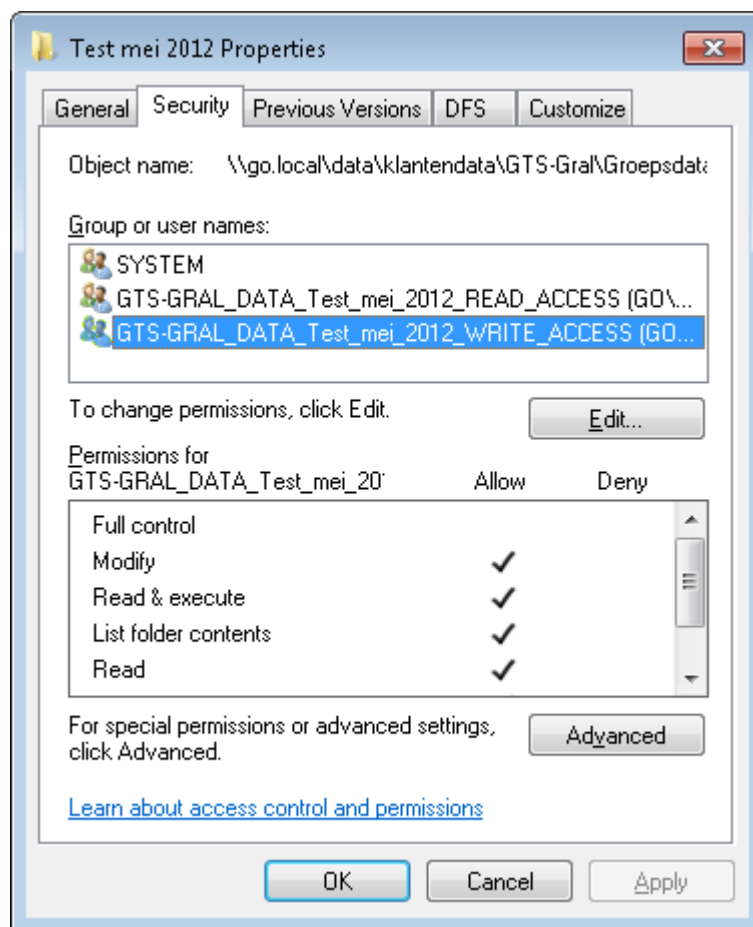 Test mei 2012 Properties
General Security Previous Versions DFS Customize
Object name: \\go.local\data\klantendata\GTS-Gral\Groepsdata
Group or user names:
SYSTEM
GTS-GRAL_DATA_Test_mei_2012_READ_ACCESS (GO\...
GTS-GRAL_DATA_Test_mei_2012_WRITE_ACCESS (GO...
To change permissions, click Edit.
Edit...
Permissions for
GTS-GRAL_DATA_Test_mei_20 Allow Deny
Full control
Modify
Read & execute
List folder contents
Read
For special permissions or advanced settings,
click Advanced.
Advanced
Learn about access control and permissions
OK Cancel Apply